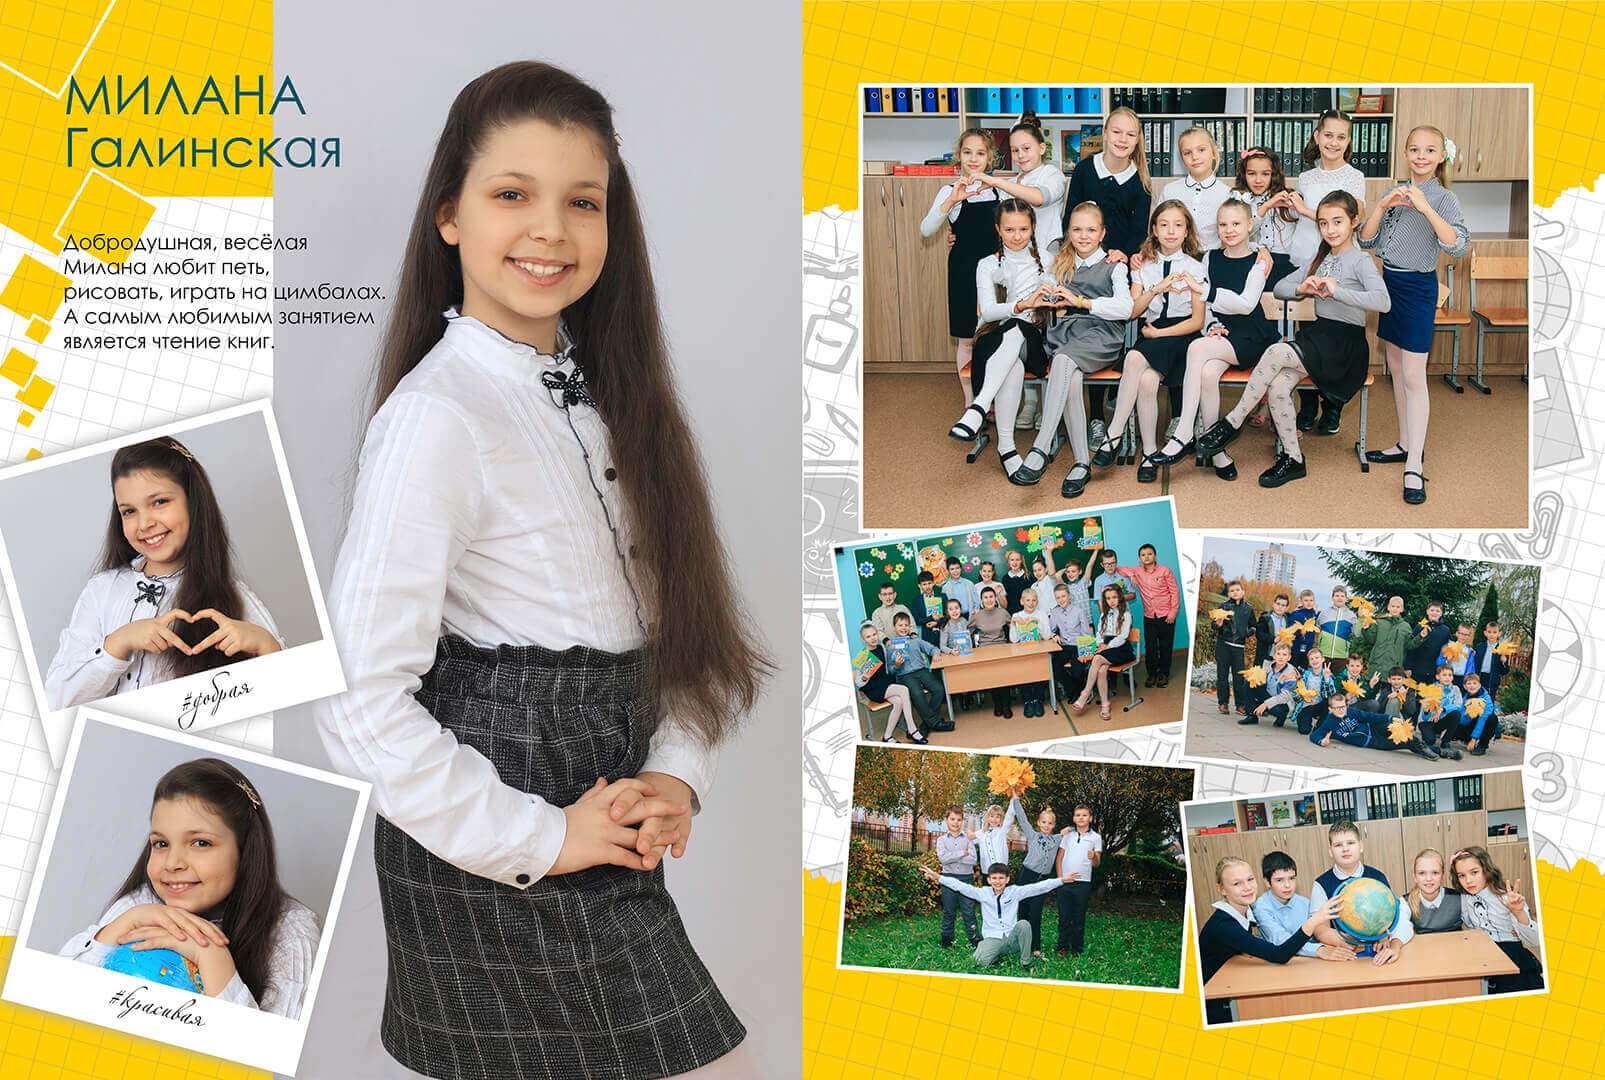 МИЛАНА
Галинская
Добродушная, весёлая
Милана любит петь,
рисовать, играть на цимбалах.
А самым любимым занятием
является чтение книг.
#добрая
#красивая
3